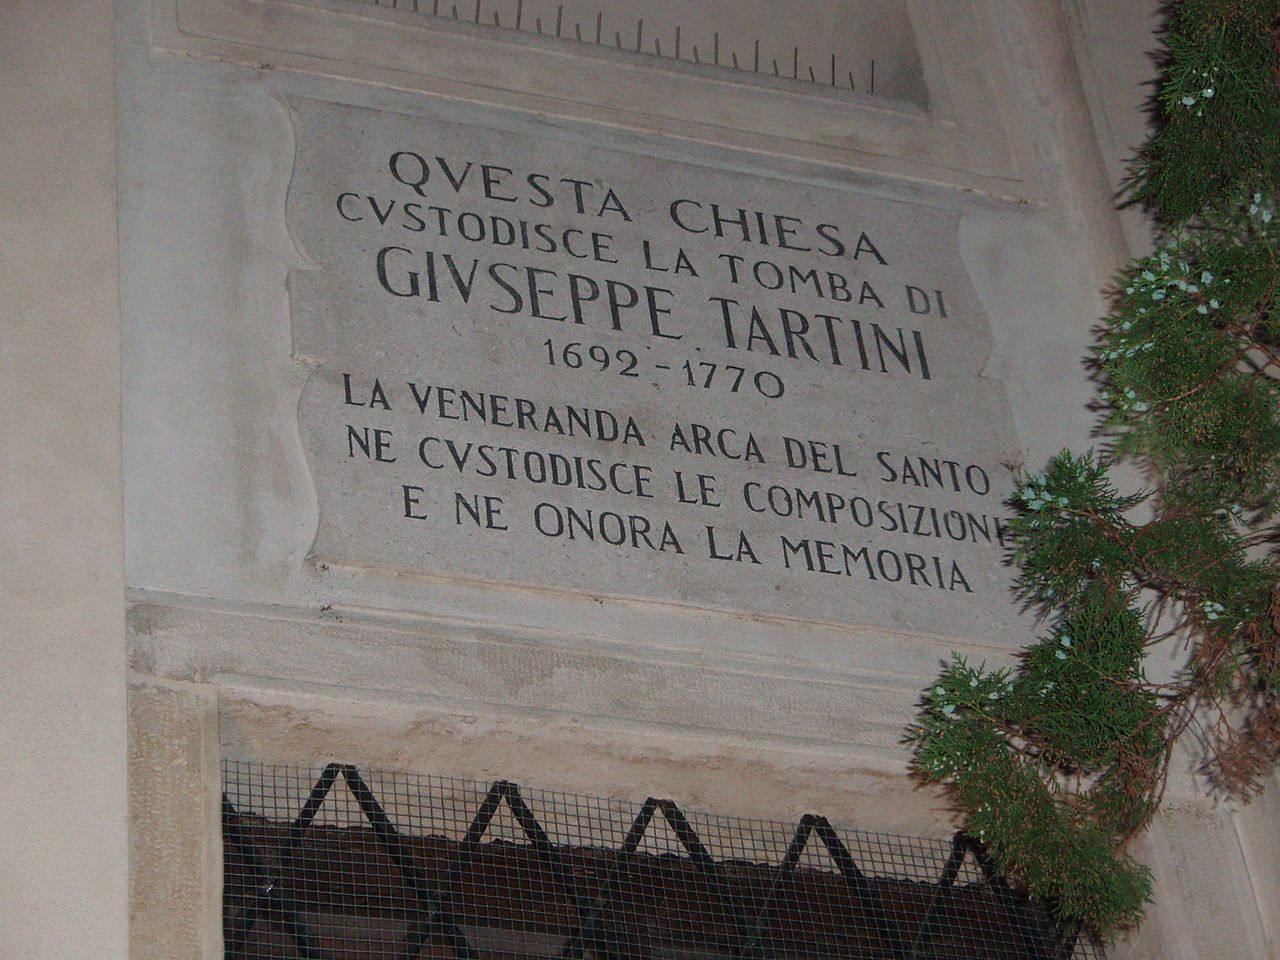 QVESTA CHIESA
CVSTODISCE LA TOMBA DI
GIVSEPPE TARTINI
1692-1770
LA VENERANDA ARCA DEL SANTO
NE CVSTODISCE LE COMPOSIZIONI
E NE ONORA LA MEMORIA